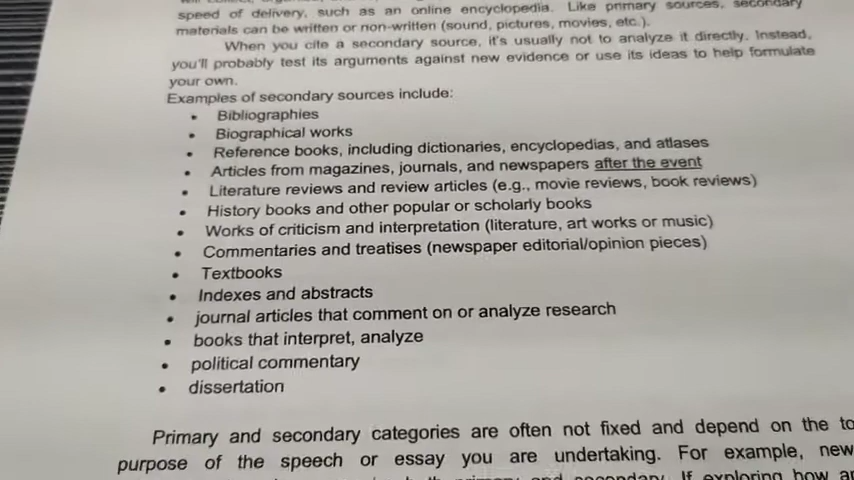 speed of delivery, such as an online encyclopedia. Like primary sources, secondary
materials can be written or non-written (sound, pictures, movies, etc.).
When you cite a secondary source, it's usually not to analyze it directly. Instead,
you'll probably test its arguments against new evidence or use its ideas to help formulate
your own.
Examples of secondary sources include:
• Bibliographies
• Biographical works
• Reference books, including dictionaries, encyclopedias, and atlases
• Articles from magazines, journals, and newspapers after the event
• Literature reviews and review articles (e.g., movie reviews, book reviews)
• History books and other popular or scholarly books
• Works of criticism and interpretation (literature, art works or music)
• Commentaries and treatises (newspaper editorial/opinion pieces)
• Textbooks
• Indexes and abstracts
• journal articles that comment on or analyze research
• books that interpret, analyze
• political commentary
• dissertation
Primary and secondary categories are often not fixed and depend on the to
purpose of the speech or essay you are undertaking. For example, new
primary and secondary. If exploring how ar